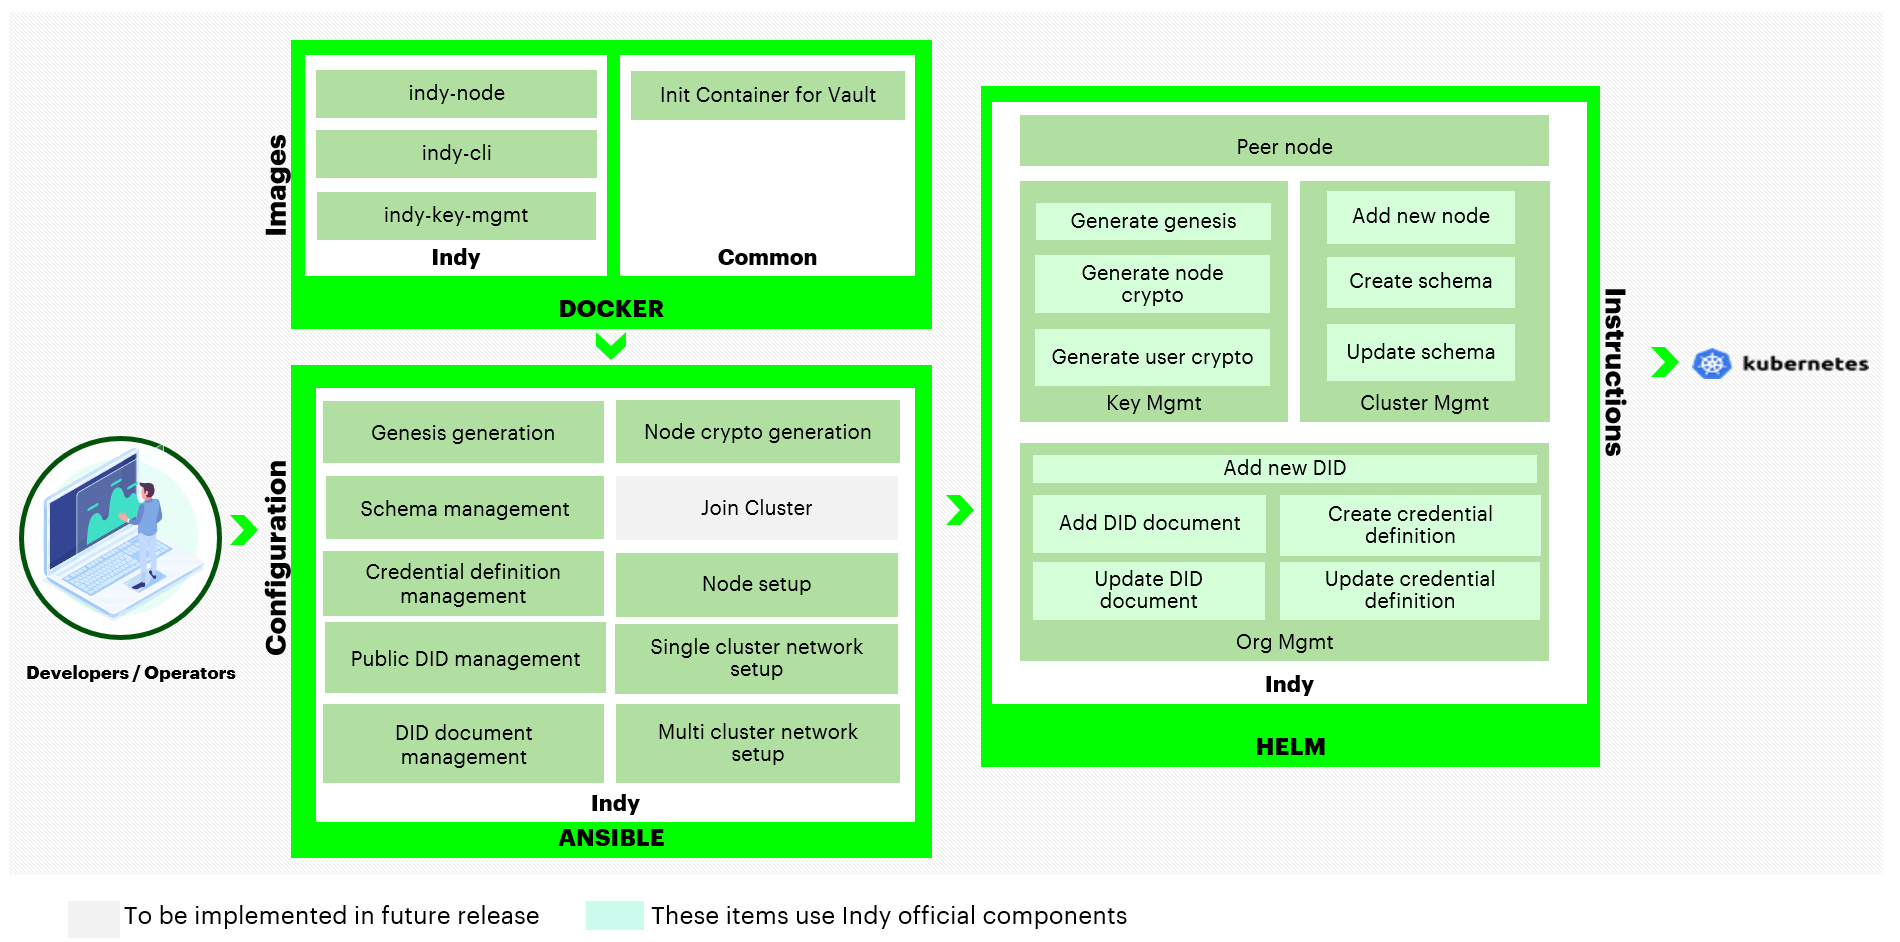 Images
indy-node
indy-cli
indy-key-mgmt
Indy
Init Container for Vault
Common
DOCKER
Developers / Operators
Configuration
Genesis generation
Node crypto generation
Schema management
Join Cluster
Credential definition
management
Node setup
Public DID management
Single cluster network
setup
DID document
management
Multi cluster network
setup
Indy
ANSIBLE
Peer node
Generate genesis
Generate node
crypto
Generate user crypto
Key Mgmt
Add new node
Create schema
Update schema
Cluster Mgmt
Add new DID
Add DID document
Create credential
definition
Update DID
document
Update credential
definition
Org Mgmt
Indy
HELM
Instructions
kubernetes
To be implemented in future release
These items use Indy official components